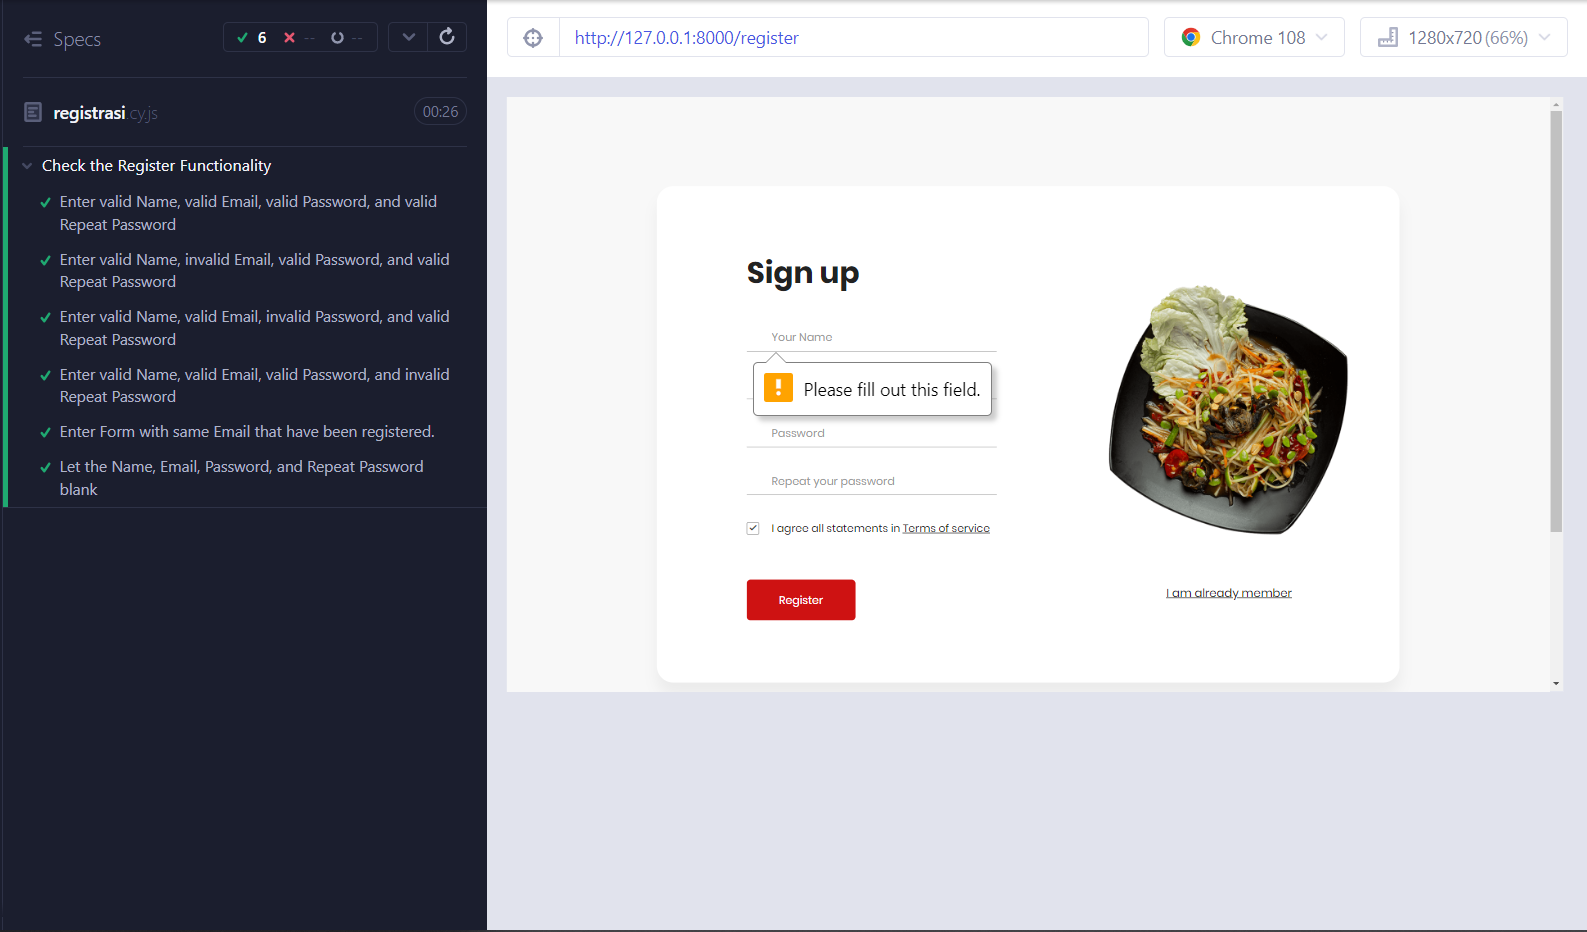 Specs
6 -- --
registrasi.cy.js
00:26
Check the Register Functionality
Enter valid Name, valid Email, valid Password, and valid
Repeat Password
Enter valid Name, invalid Email, valid Password, and valid
Repeat Password
Enter valid Name, valid Email, invalid Password, and valid
Repeat Password
Enter valid Name, valid Email, valid Password, and invalid
Repeat Password
Enter Form with same Email that have been registered.
Let the Name, Email, Password, and Repeat Password
blank
http://127.0.0.1:8000/register
Chrome 108
1280x720 (66%)
Sign up
Your Name
! Please fill out this field.
Password
Repeat your password
I agree all statements in Terms of service
Register
I am already member